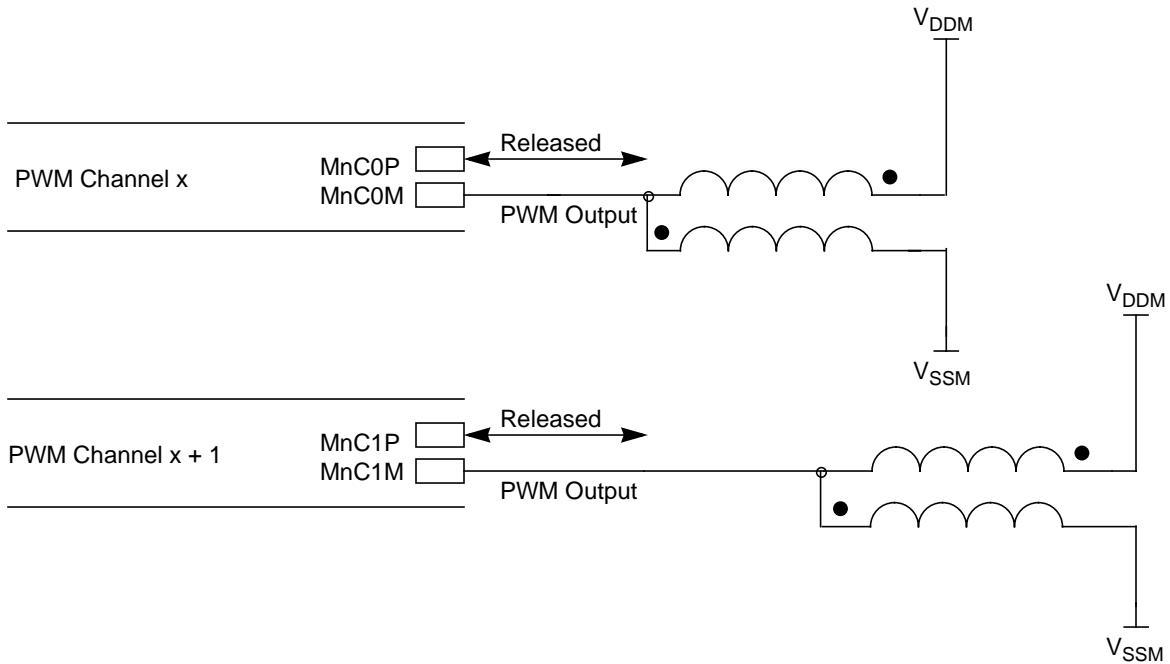 VDDM
Released
MnC0P
PWM Channel x
MnC0M
PWM Output
VDDM
VSSM
Released
MnC1P
PWM Channel x + 1
MnC1M
PWM Output
VSSM